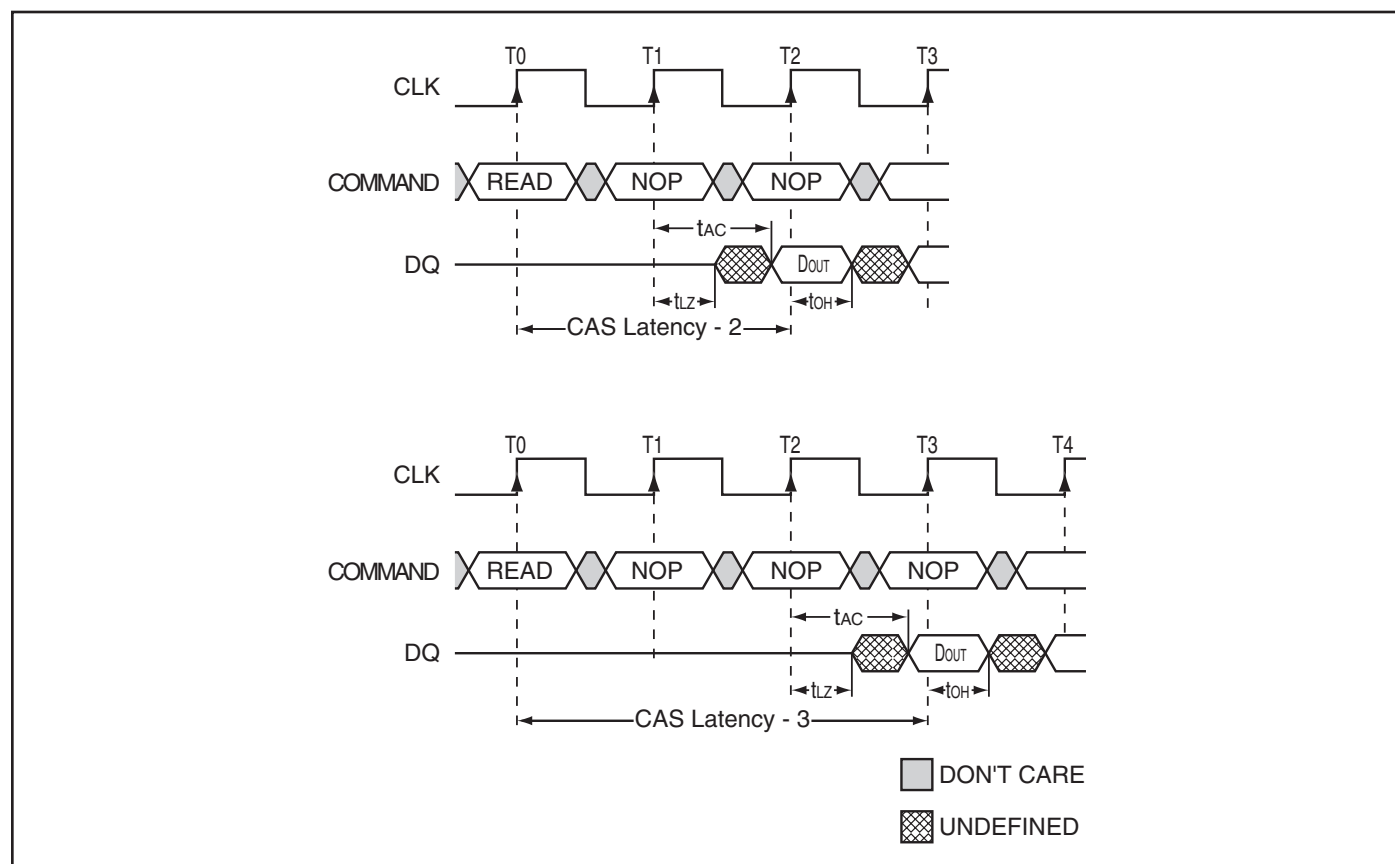 T0 T1 T2 T3
CLK
COMMAND READ NOP NOP
tAC
DQ DOUT
tLZ tOH
CAS Latency - 2
T0 T1 T2 T3 T4
CLK
COMMAND READ NOP NOP NOP
tAC
DQ DOUT
tLZ tOH
CAS Latency - 3
DON'T CARE
UNDEFINED